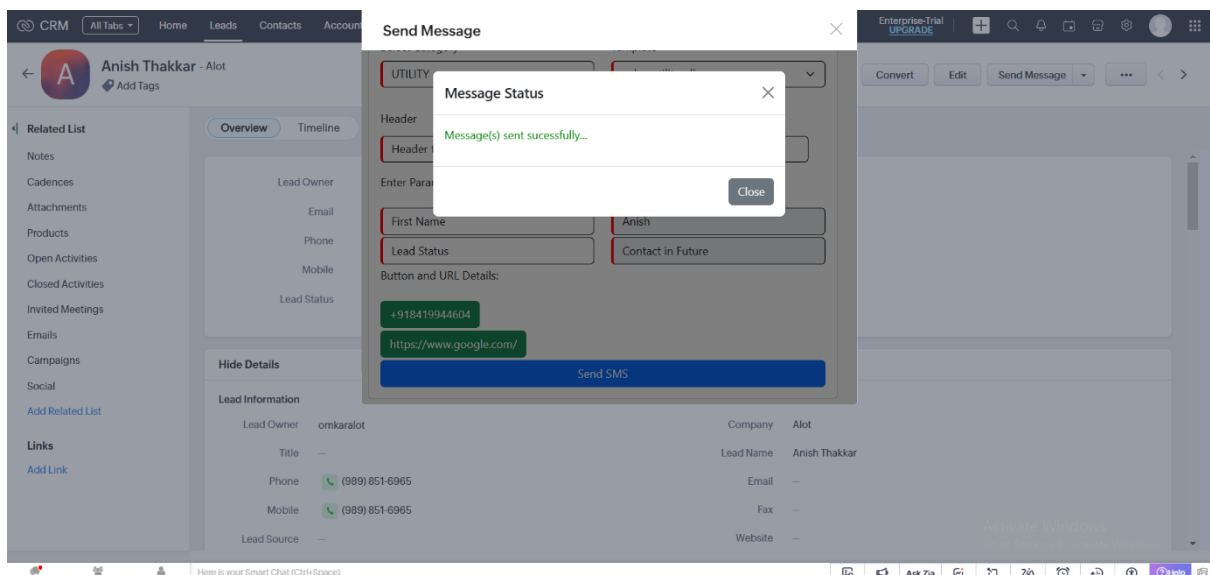 CRM All Tabs Home Leads Contacts Account
Send Message
Enterprise-Trial
UPGRADE
A
Anish Thakkar - Alot
Add Tags
Convert Edit Send Message
UTILITY
Message Status
Message(s) sent sucessfully...
Close
Header
Header
Enter Para
First Name Anish
Lead Status Contact in Future
Button and URL Details:
+918419944604
https://www.google.com/
Send SMS
Related List
Notes
Cadences
Attachments
Products
Open Activities
Closed Activities
Invited Meetings
Emails
Campaigns
Social
Add Related List
Links
Add Link
Overview Timeline
Lead Owner
Email
Phone
Mobile
Lead Status
Hide Details
Lead Information
Lead Owner omkaralot Company Alot
Title — Lead Name Anish Thakkar
Phone (989) 851-6965 Email —
Mobile (989) 851-6965 Fax —
Lead Source — Website —
Activate Windows
Here is your Smart Chat (Ctrl+Space)
Ask Zia
Help